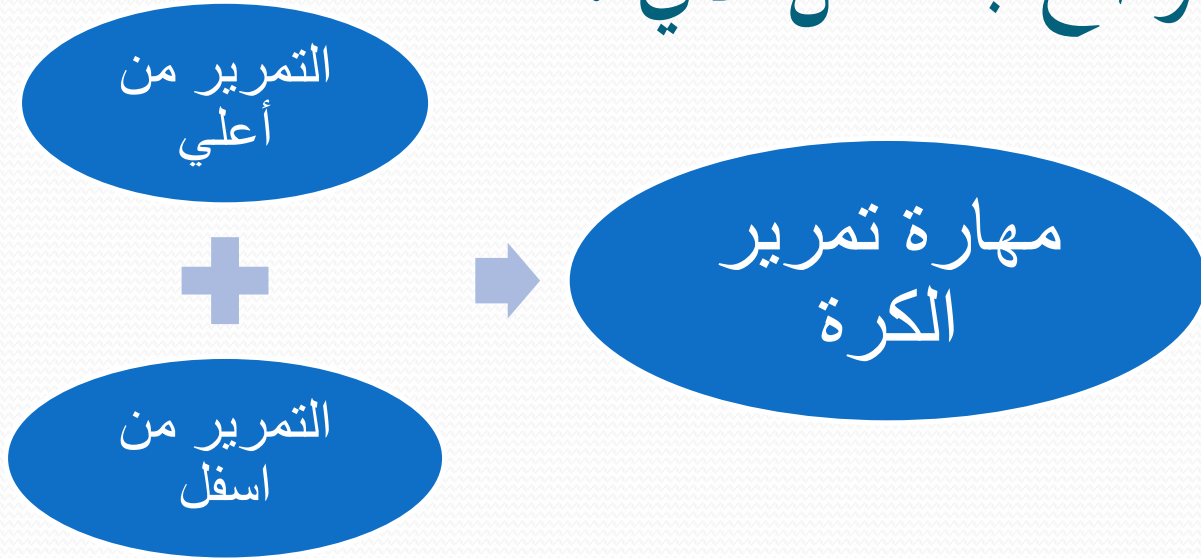 التمرير من
أعلي
مهارة تمرير
الكرة
التمرير من
اسفل